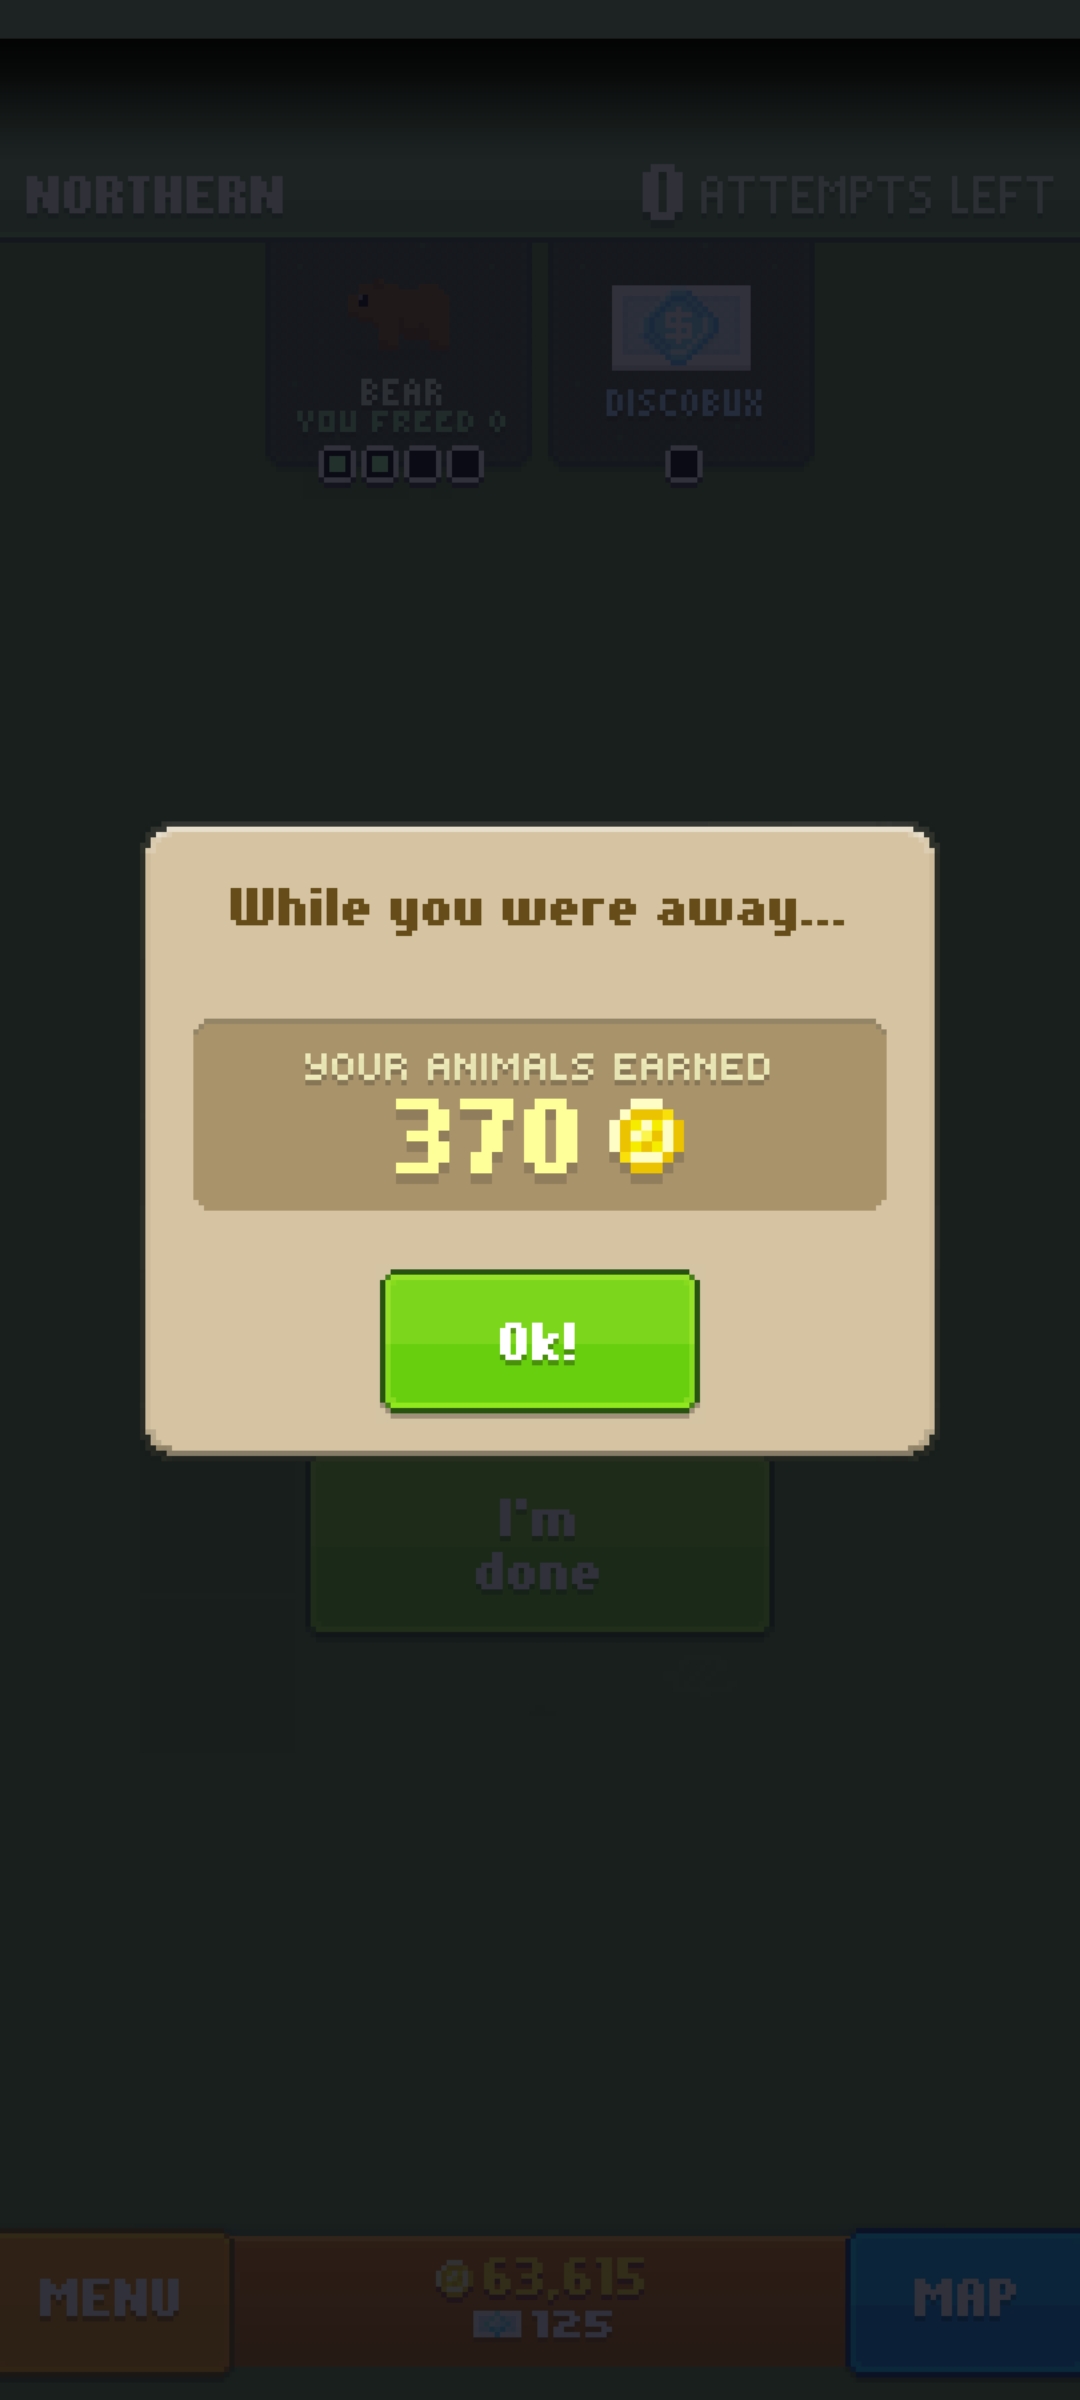 NORTHERN
0 ATTEMPTS LEFT
BEAR
YOU FREED 0
DISCOBUX
While you were away...
YOUR ANIMALS EARNED
370
Ok!
I'm
done
MENU
63,615
125
MAP